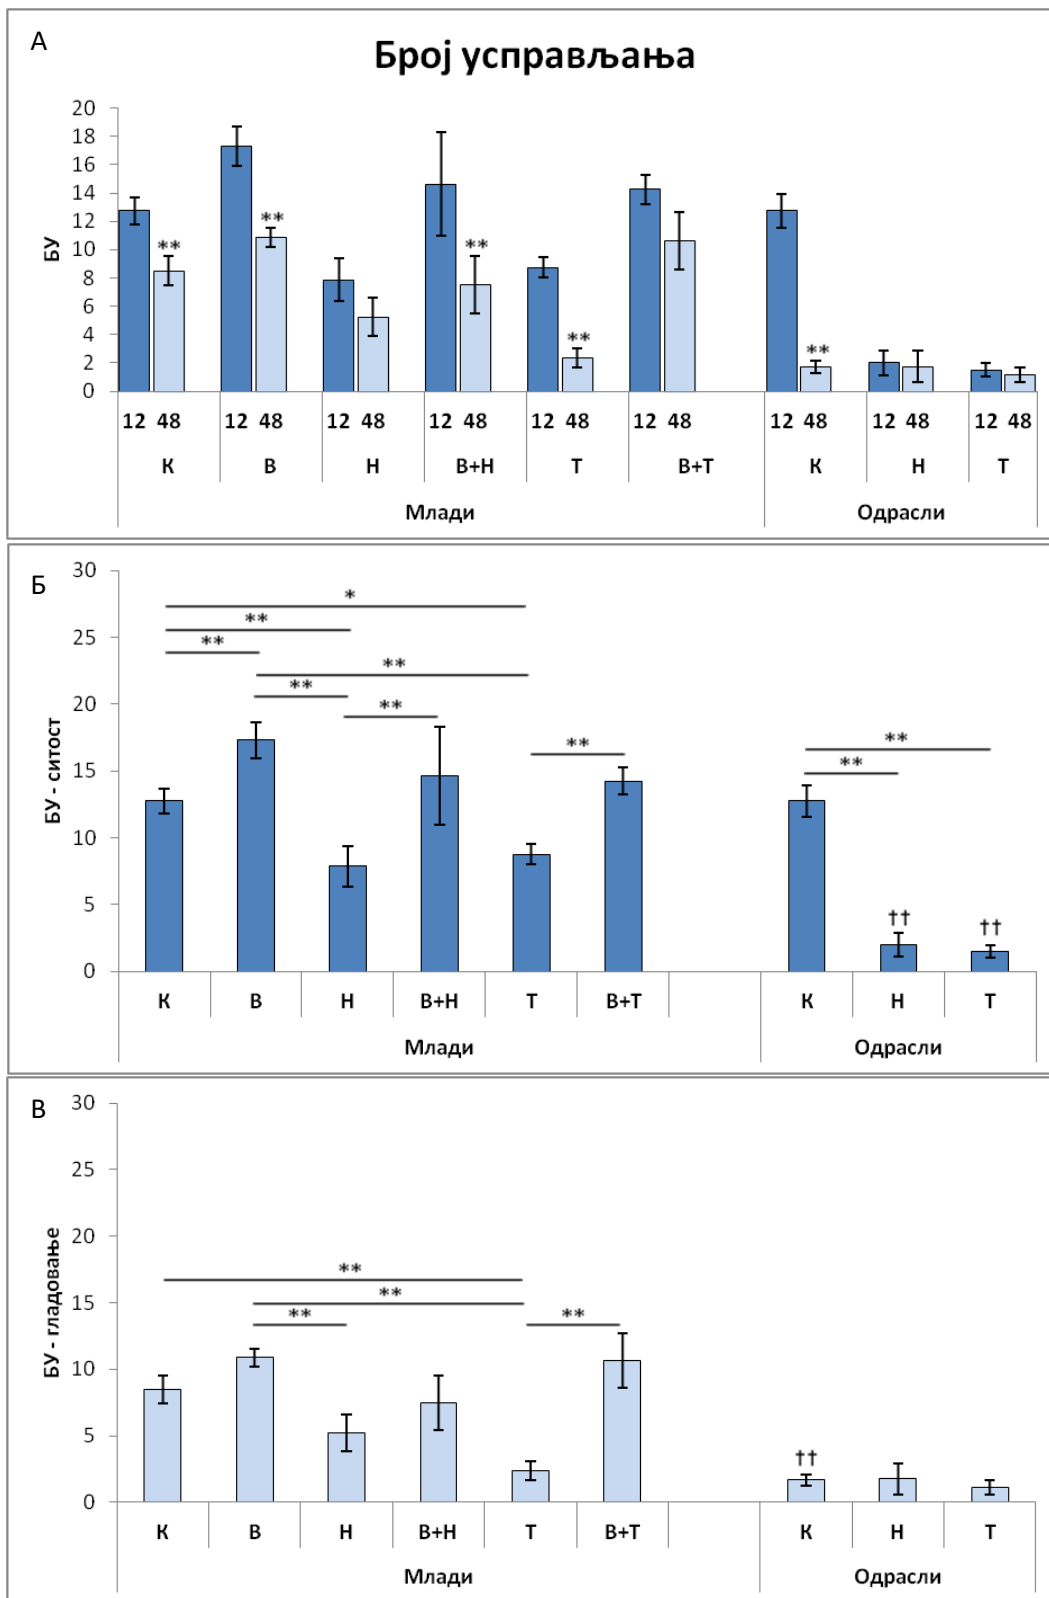 А
Број усправљања
20
18
16
14
12
10
8
6
4
2
0
БУ
** ** ** ** **
12 48 12 48 12 48 12 48 12 48 12 48 12 48 12 48 12 48
К В Н В+Н Т В+Т К Н Т
Млади Одрасли
Б
30
25
20
15
10
5
0
БУ - ситост
*
**
**
**
**
**
**
**
**
†† ††
К В Н В+Н Т В+Т К Н Т
Млади Одрасли
В
30
25
20
15
10
5
0
БУ - гладовање
**
**
** **
††
К В Н В+Н Т В+Т К Н Т
Млади Одрасли